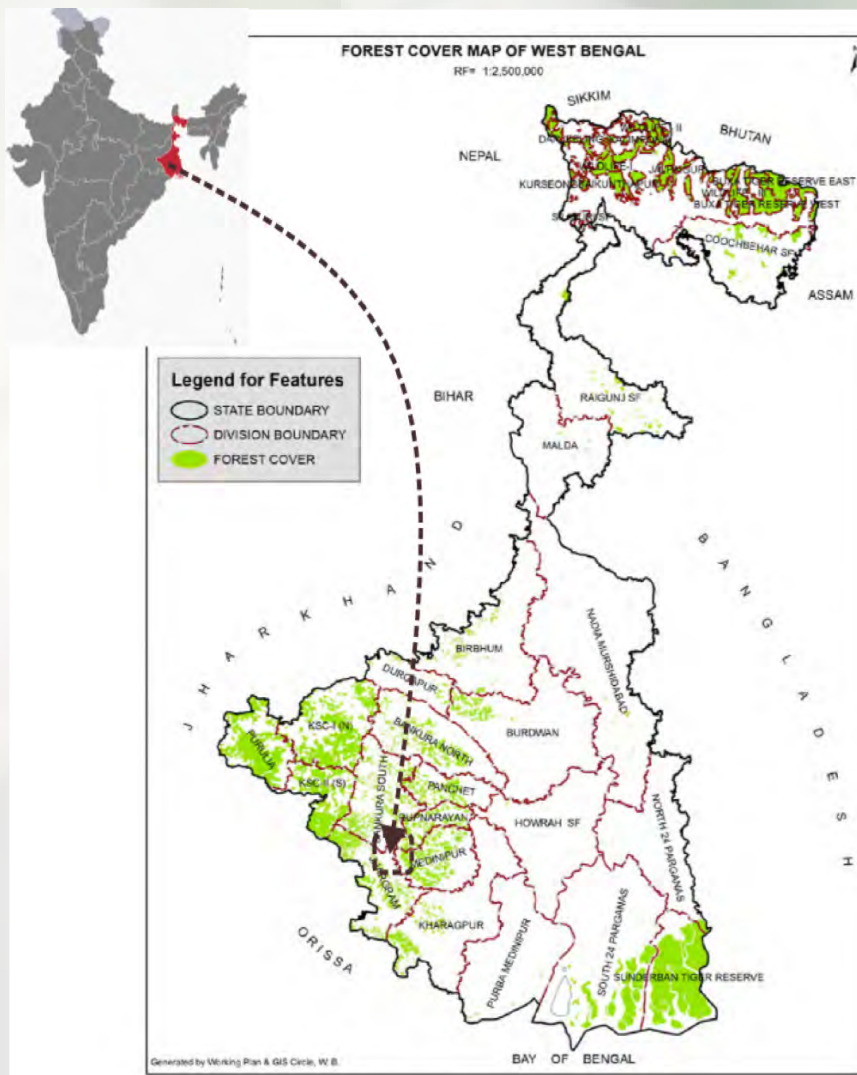 FOREST COVER MAP OF WEST BENGAL
RF= 1:2,500,000
SIKKIM
BHUTAN
NEPAL
BUXA TIGER RESERVE EAST
BUXA TIGER RESERVE WEST
COOCHBEHAR SF
ASSAM
Legend for Features
STATE BOUNDARY
DIVISION BOUNDARY
FOREST COVER
BIHAR
RAIGUNJ SF
MALDA
JHARKHAND
BANGLADESH
NADIA MURSHIDABAD
BIRBHUM
DURGAPUR
KSC-I (N)
BANKURA NORTH
BURDWAN
PURULIA
KSC-II (S)
PANCHET
HOWRAH SF
NORTH 24 PARGANAS
MEDINIPUR
KHARAGPUR
ORISSA
PURBA MEDINIPUR
SOUTH 24 PARGANAS
SUNDERBAN TIGER RESERVE
Generated by Working Plan & GIS Circle, W. B.
BAY OF BENGAL